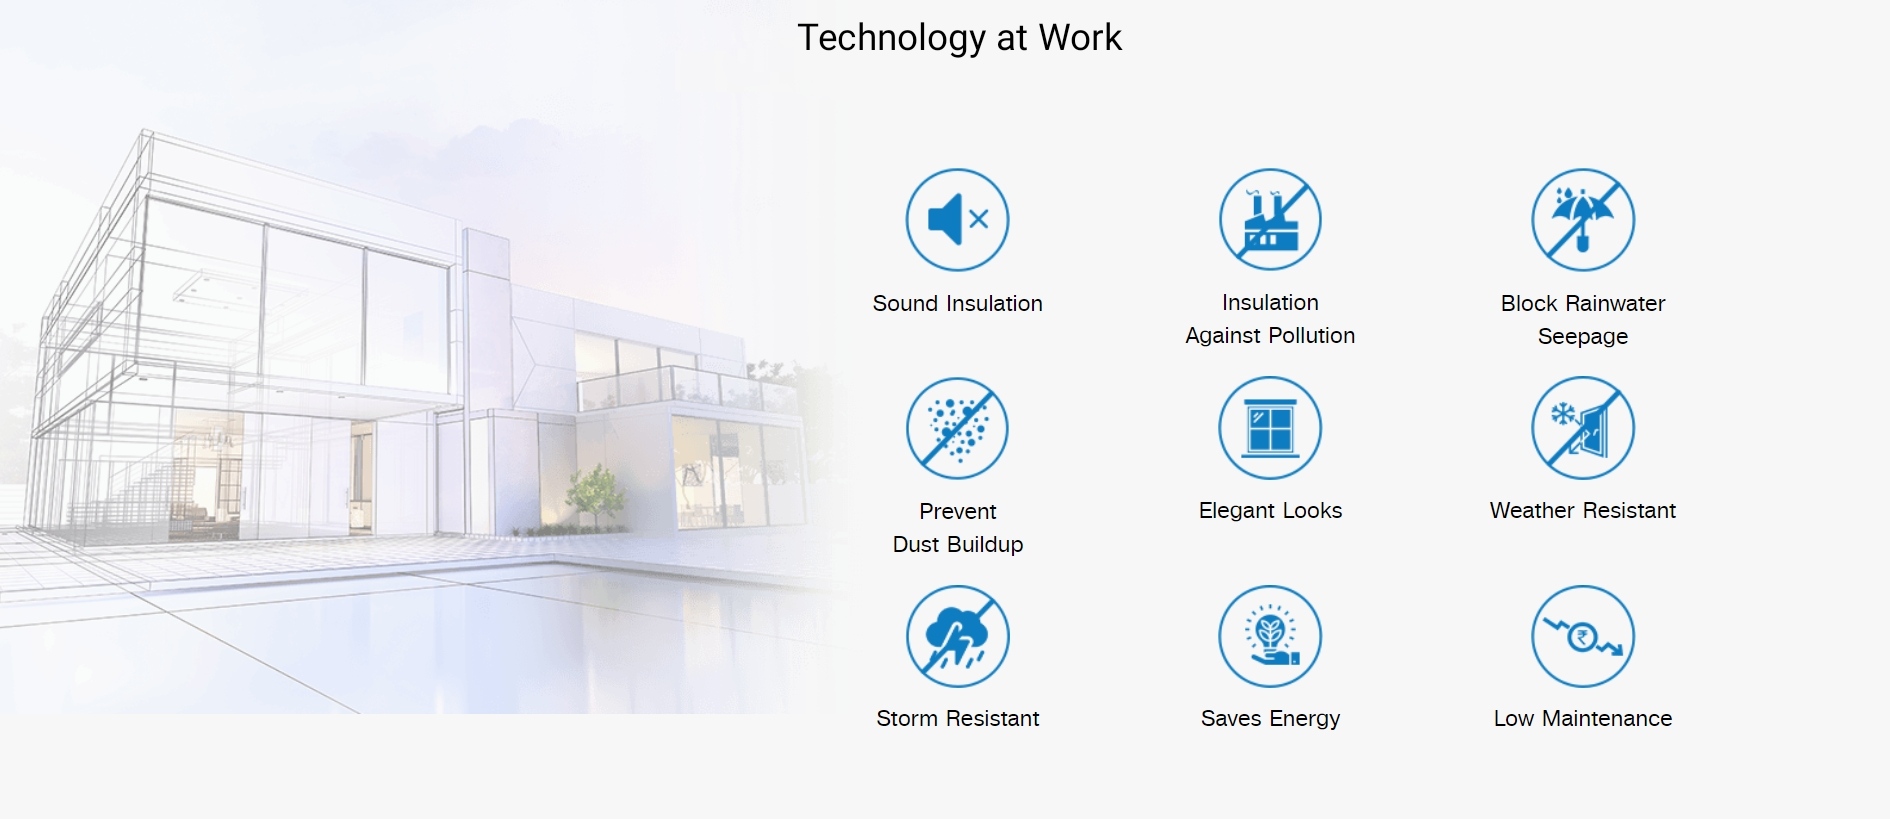 Technology at Work
Sound Insulation
Insulation
Against Pollution
Block Rainwater
Seepage
Prevent
Dust Buildup
Elegant Looks
Weather Resistant
Storm Resistant
Saves Energy
₹
Low Maintenance